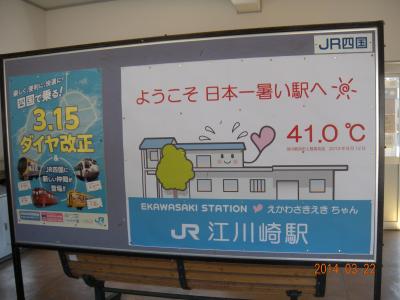 JR四国
楽しく!便利に!快適に!
四国で乗る!
3.15
ダイヤ改正
&
JR四国に
新しい仲間が
登場!!
ようこそ 日本一暑い駅へ
41.0℃
EKAWASAKI STATION えかわさきえき ちゃん
JR 江川崎駅
2014 03 22